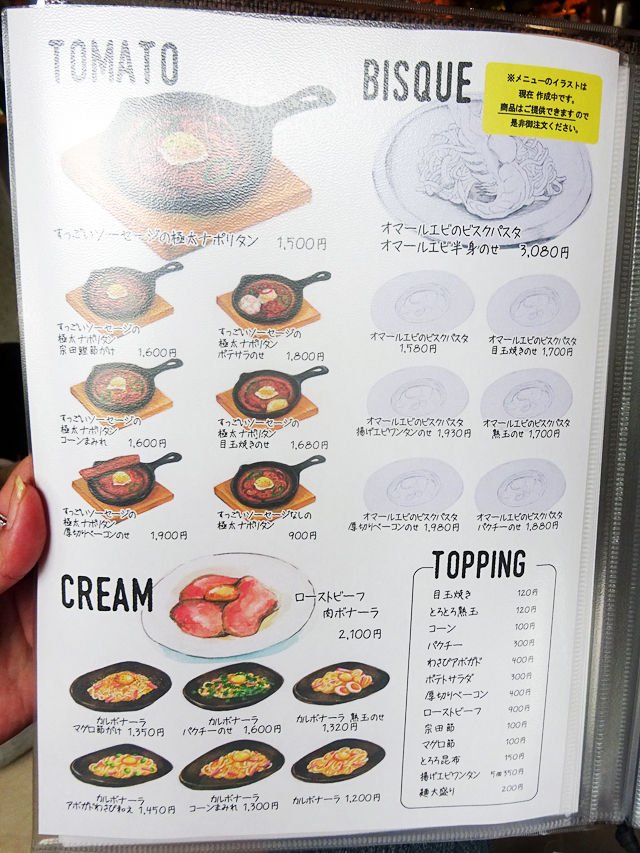 TOMATO
すっごいソーセージの極太ナポリタン 1,500円
すっごいソーセージの
極太ナポリタン
宗田鰹節がけ 1,600円
すっごいソーセージの
極太ナポリタン
ポテサラのせ 1,800円
すっごいソーセージの
極太ナポリタン
コーンまみれ 1,600円
すっごいソーセージの
極太ナポリタン
目玉焼きのせ 1,680円
すっごいソーセージの
極太ナポリタン
厚切りベーコンのせ 1,900円
すっごいソーセージなしの
極太ナポリタン
900円
BISQUE
※メニューのイラストは
現在 作成中です。
商品はご提供できますので
是非御注文ください。
オマールエビのビスクパスタ
オマールエビ半身のせ 3,080円
オマールエビのビスクパスタ
1,580円
オマールエビのビスクパスタ
目玉焼きのせ 1,700円
オマールエビのビスクパスタ
揚げエビワンタンのせ 1,930円
オマールエビのビスクパスタ
熟玉のせ 1,700円
オマールエビのビスクパスタ
厚切りベーコンのせ 1,980円
オマールエビのビスクパスタ
パクチーのせ 1,880円
CREAM
ローストビーフ
肉ボナーラ
2,100円
カルボナーラ
マグロ節がけ 1,350円
カルボナーラ
パクチーのせ 1,600円
カルボナーラ 熟玉のせ
1,320円
カルボナーラ
アボガドわさび和え 1,450円
カルボナーラ
コーンまみれ 1,300円
カルボナーラ 1,200円
TOPPING
目玉焼き 120円
とろとろ熟玉 120円
コーン 100円
パクチー 300円
わさびアボガド 400円
ポテトサラダ 300円
厚切りベーコン 400円
ローストビーフ 900円
宗田節 100円
マグロ節 100円
とろろ昆布 150円
揚げエビワンタン 5個350円
麺大盛り 200円